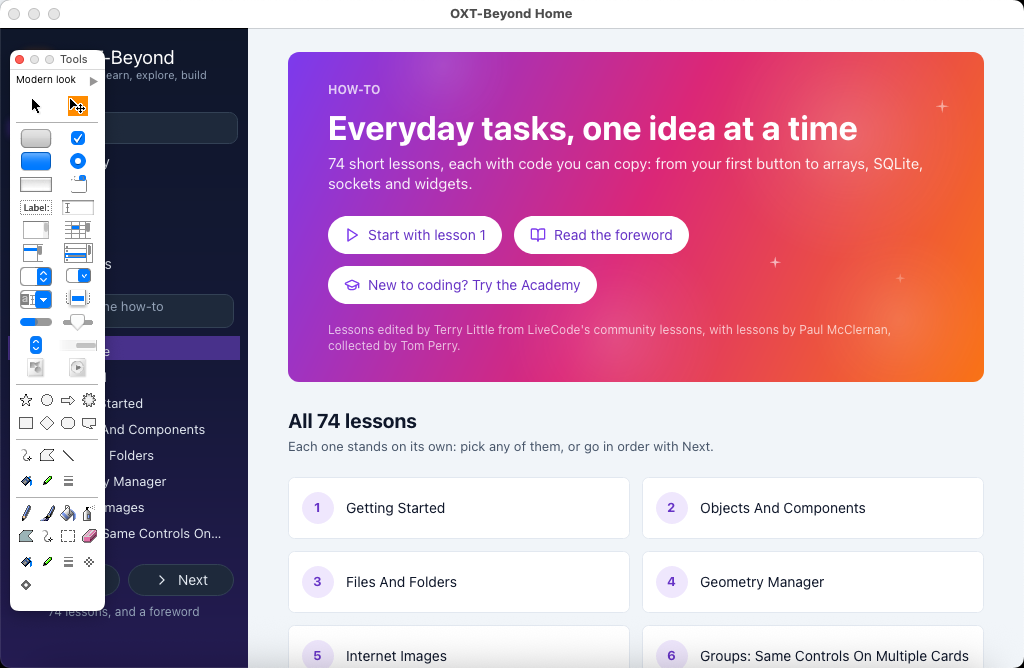 OXT-Beyond Home
-Beyond
earn, explore, build
Tools
Modern look
Label:
he how-to
Started
And Components
Folders
y Manager
mages
Same Controls On...
Next
74 lessons, and a foreword
HOW-TO
Everyday tasks, one idea at a time
74 short lessons, each with code you can copy: from your first button to arrays, SQLite,
sockets and widgets.
Start with lesson 1
Read the foreword
New to coding? Try the Academy
Lessons edited by Terry Little from LiveCode's community lessons, with lessons by Paul McClernan,
collected by Tom Perry.
All 74 lessons
Each one stands on its own: pick any of them, or go in order with Next.
1 Getting Started
2 Objects And Components
3 Files And Folders
4 Geometry Manager
5 Internet Images
6 Groups: Same Controls On Multiple Cards